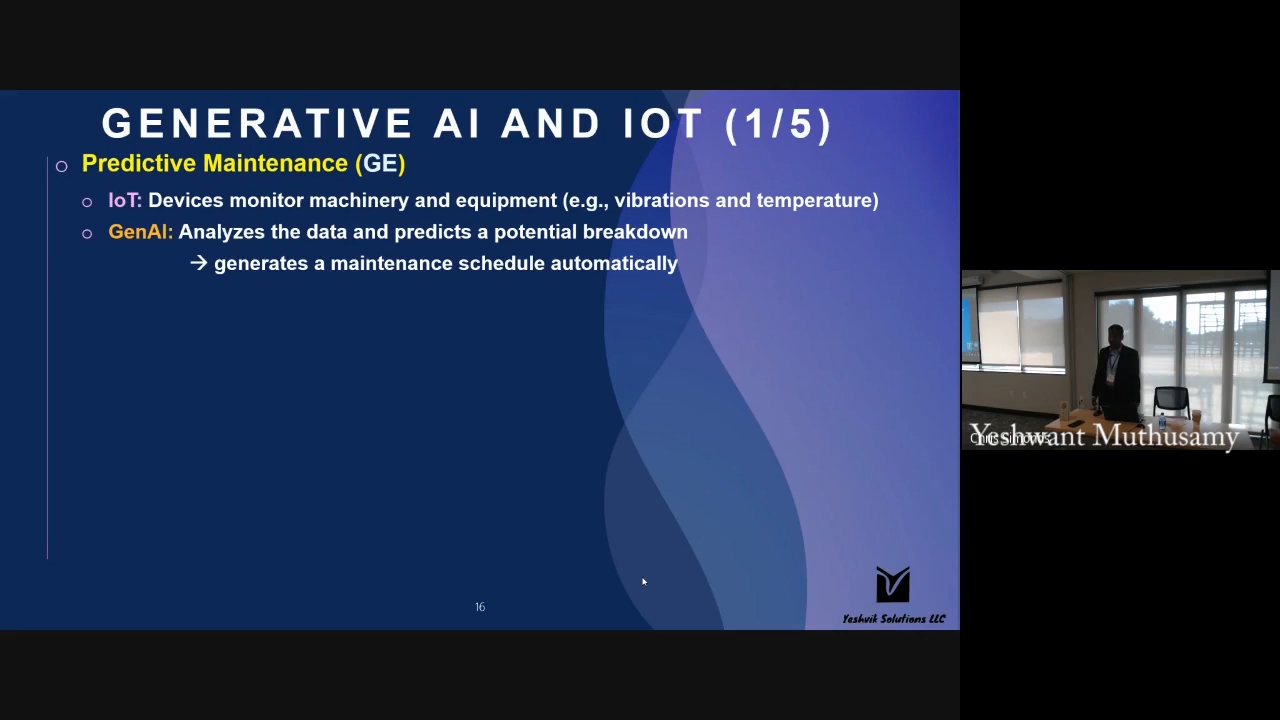 GENERATIVE AI AND IOT (1/5)
Predictive Maintenance (GE)
IoT: Devices monitor machinery and equipment (e.g., vibrations and temperature)
GenAI: Analyzes the data and predicts a potential breakdown
→ generates a maintenance schedule automatically
16
Yeshvik Solutions LLC
Yeshwant Muthusamy